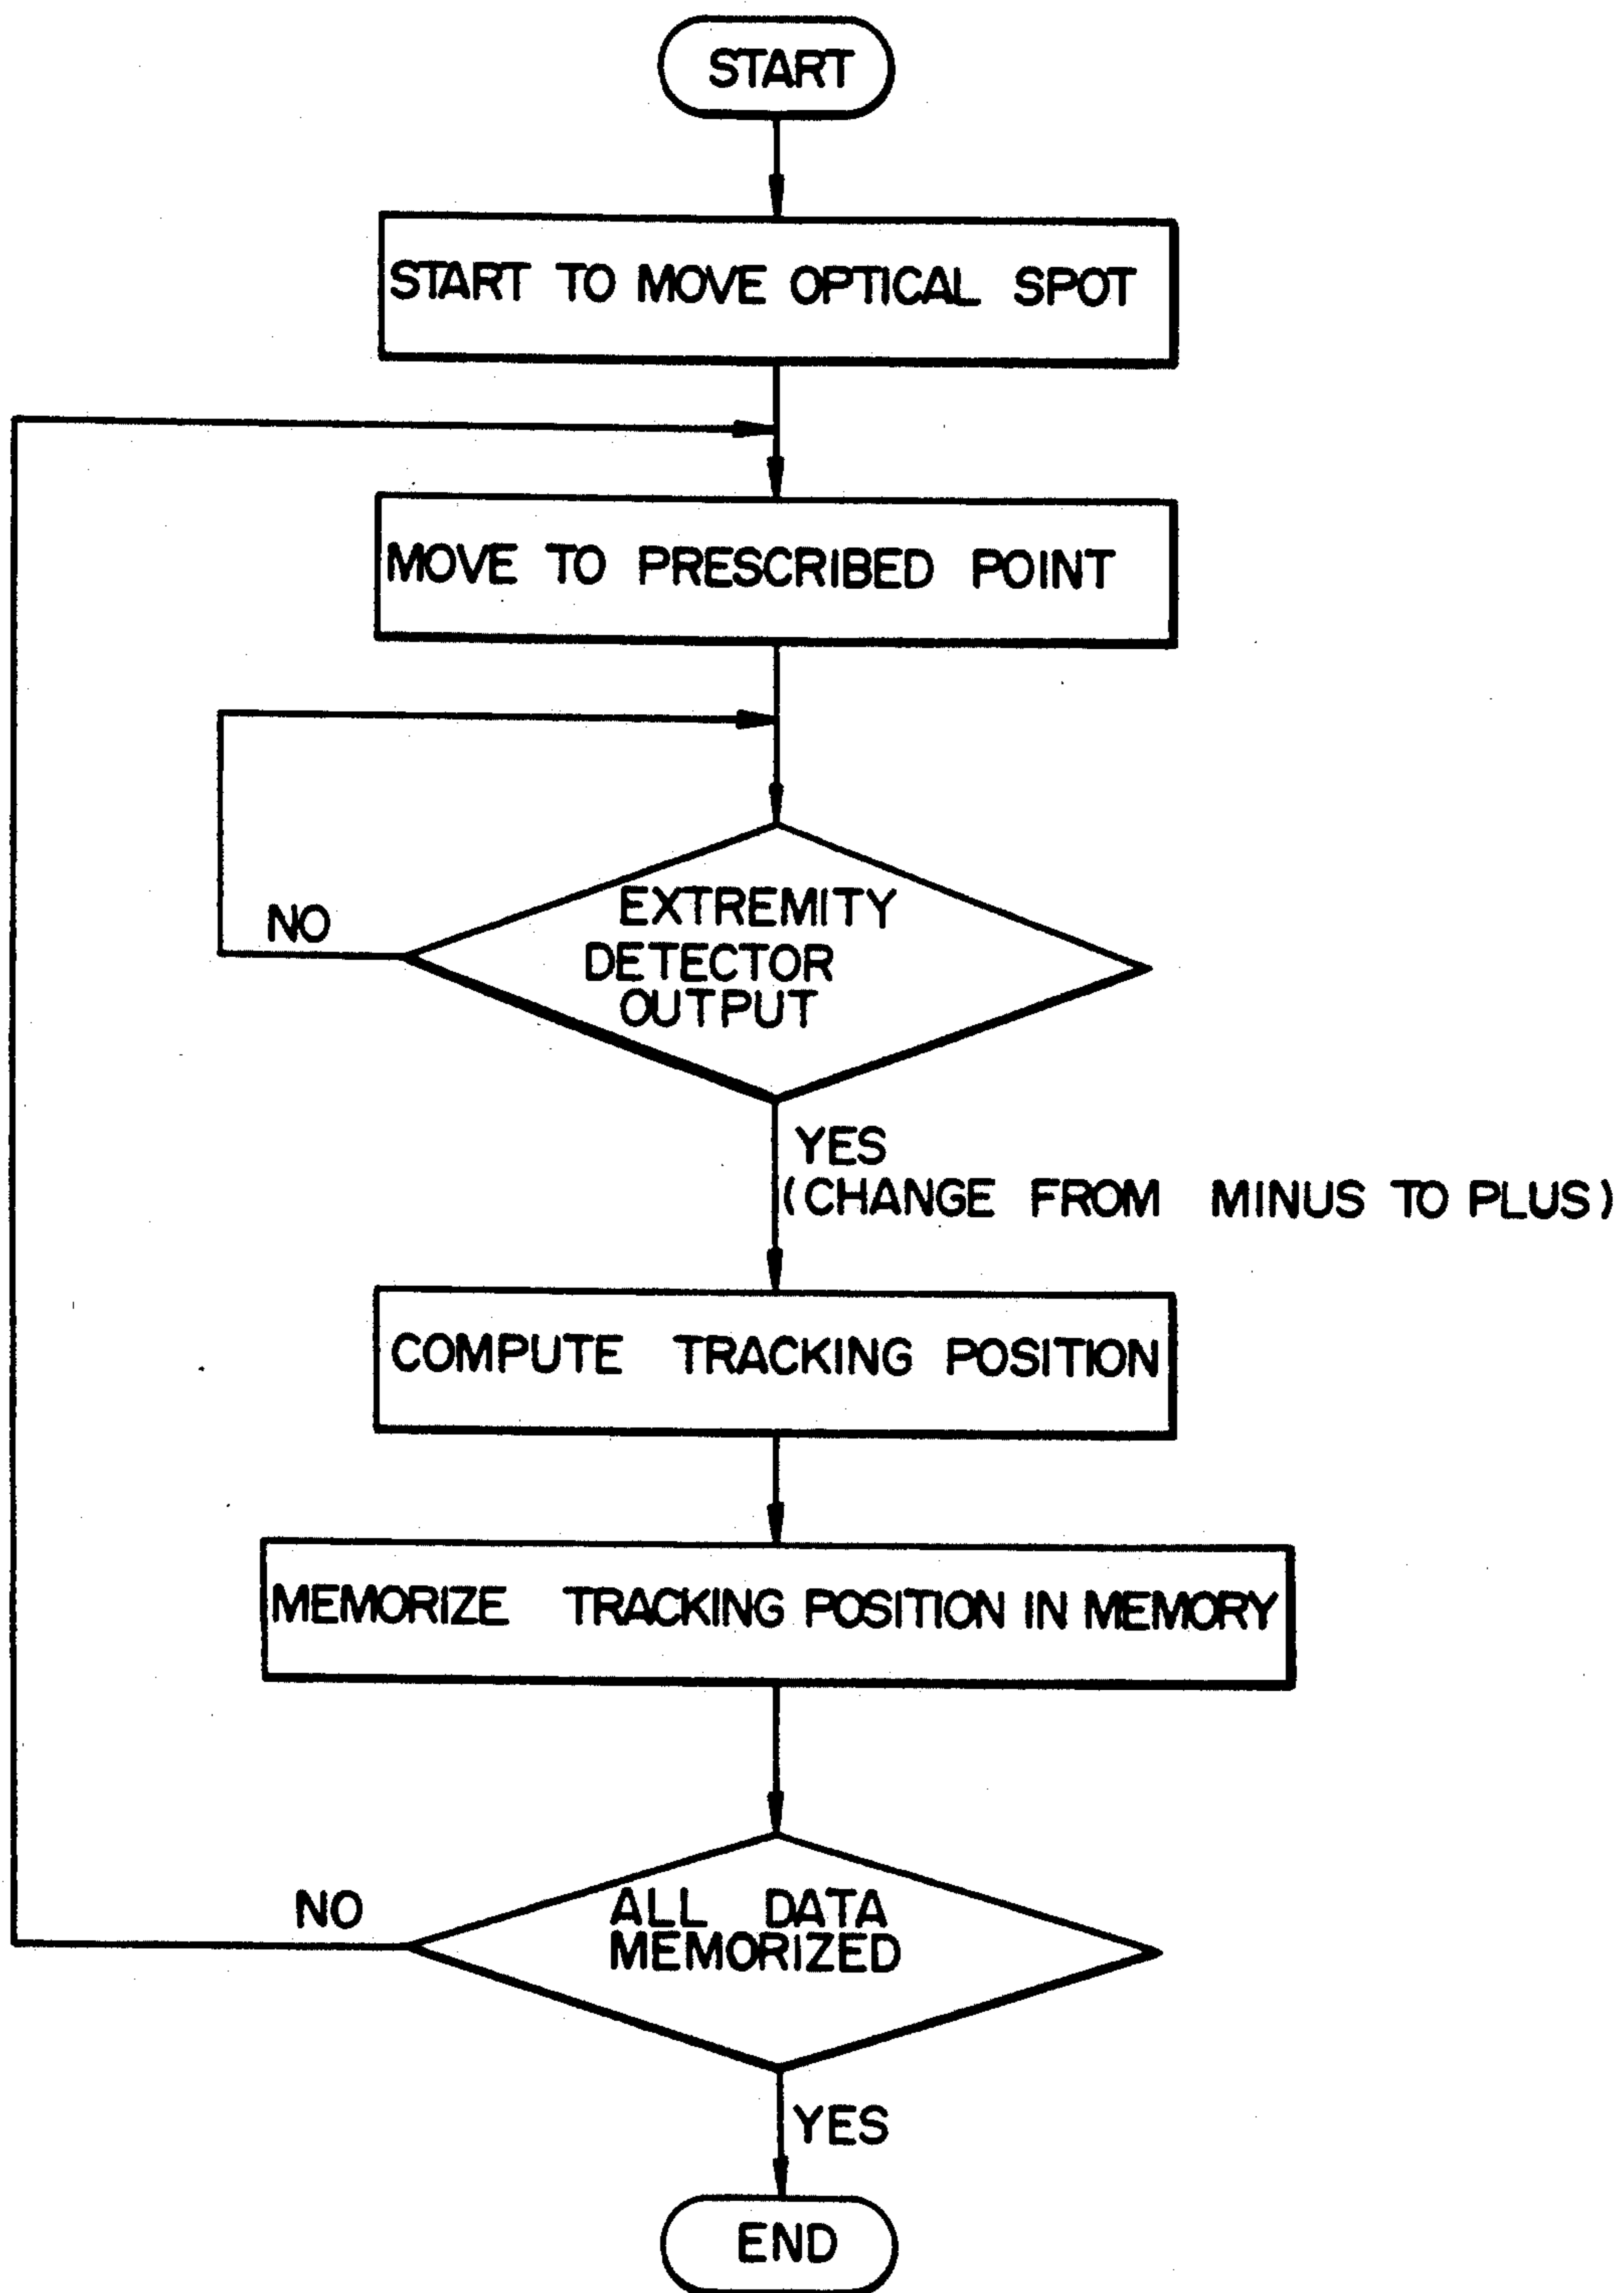 START
START TO MOVE OPTICAL SPOT
MOVE TO PRESCRIBED POINT
EXTREMITY
DETECTOR
OUTPUT
NO
YES
(CHANGE FROM MINUS TO PLUS)
COMPUTE TRACKING POSITION
MEMORIZE TRACKING POSITION IN MEMORY
ALL DATA
MEMORIZED
NO
YES
END